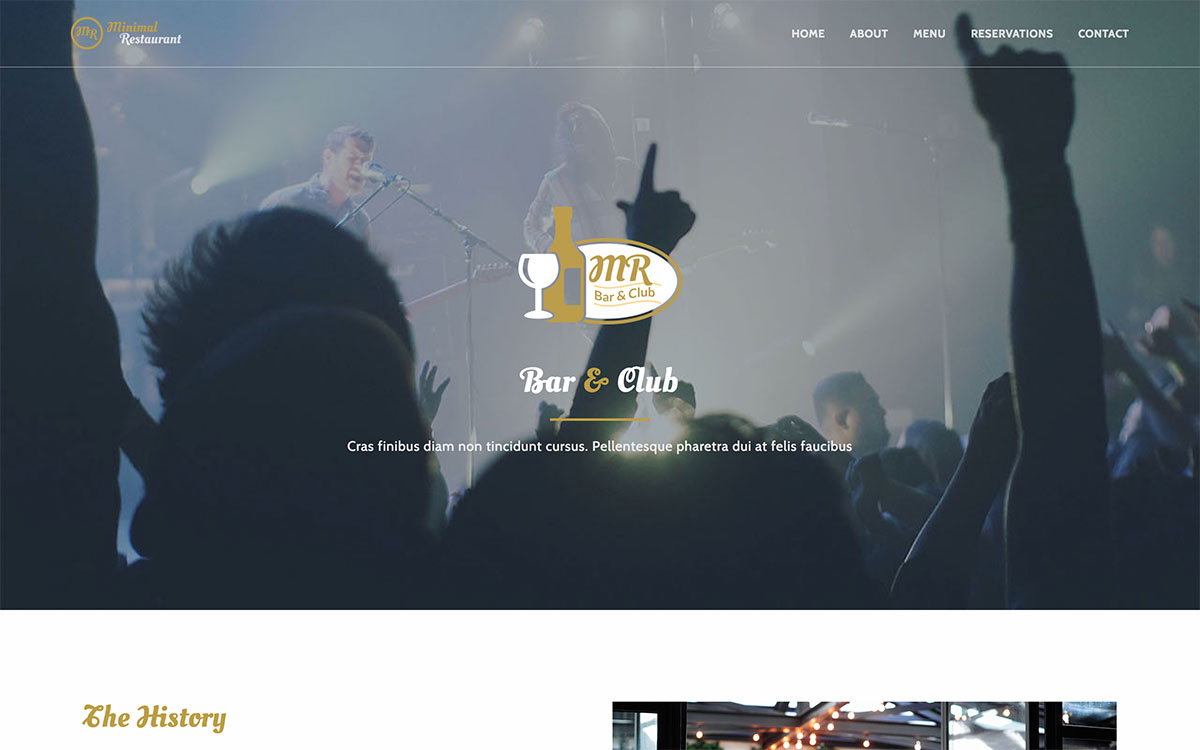 MR Minimal
Restaurant
HOME ABOUT MENU RESERVATIONS CONTACT
MR
Bar & Club
Bar & Club
Cras finibus diam non tincidunt cursus. Pellentesque pharetra dui at felis faucibus
The History